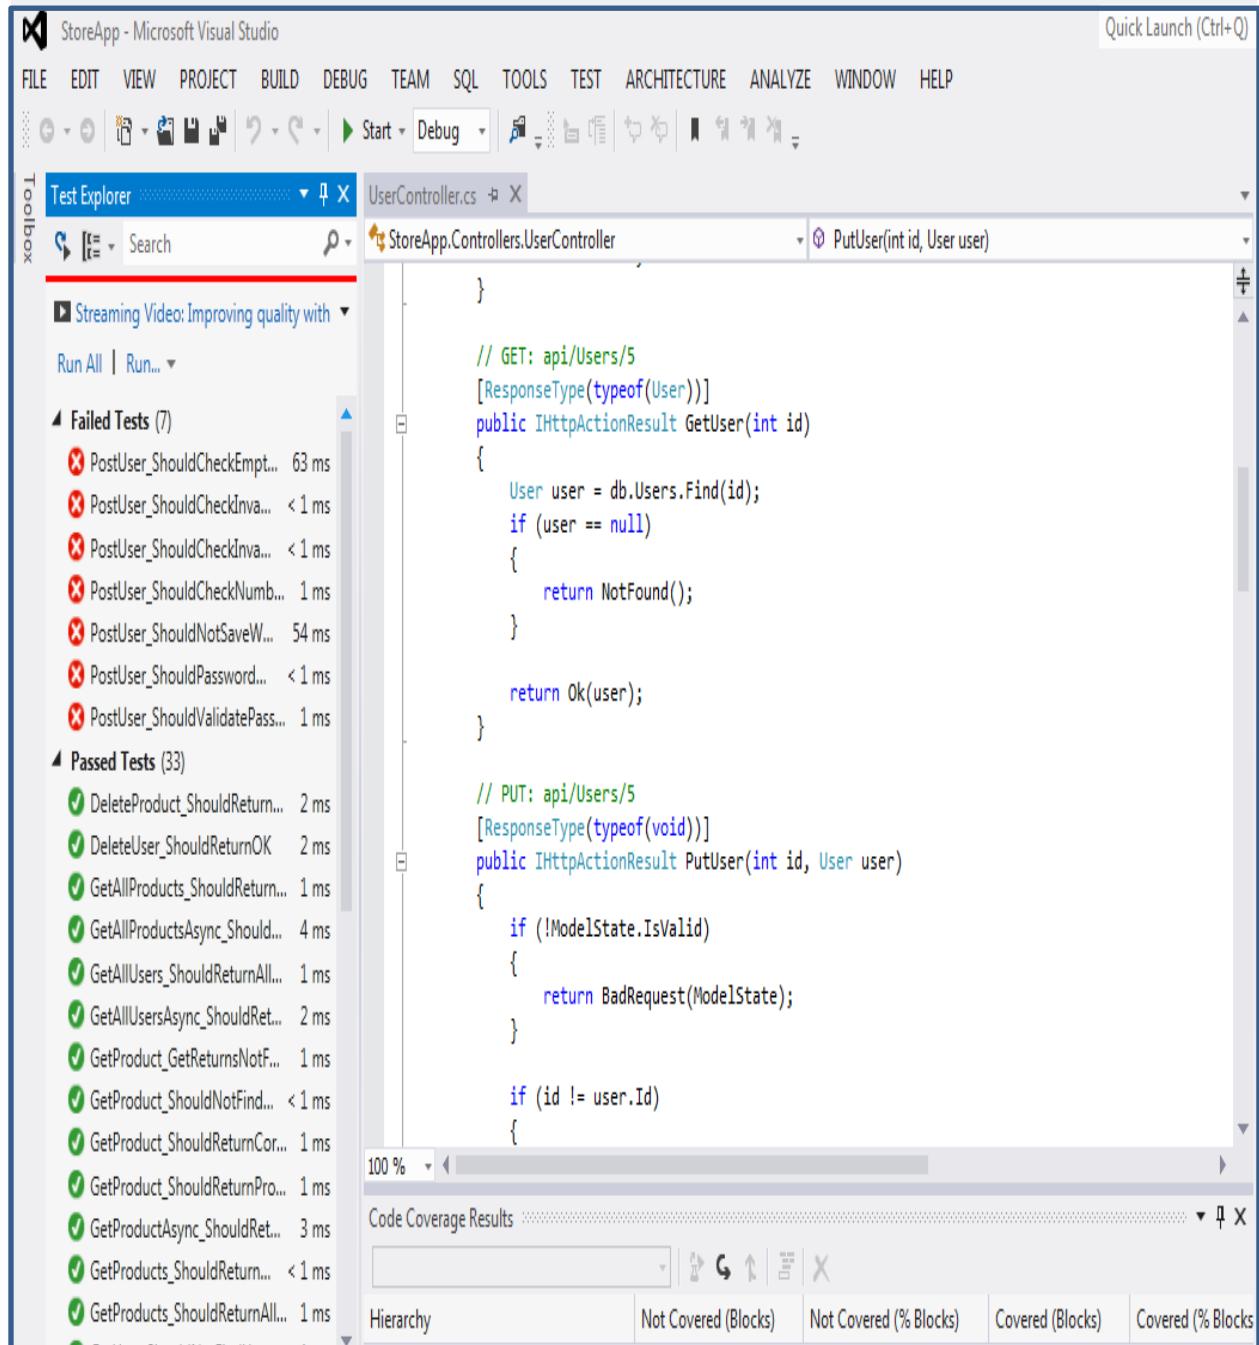 StoreApp - Microsoft Visual Studio
Quick Launch (Ctrl+Q)
FILE EDIT VIEW PROJECT BUILD DEBUG TEAM SQL TOOLS TEST ARCHITECTURE ANALYZE WINDOW HELP
Start Debug
Toolbox
Test Explorer
Search
Streaming Video: Improving quality with
Run All | Run...
Failed Tests (7)
PostUser_ShouldCheckEmpt... 63 ms
PostUser_ShouldCheckInva... < 1 ms
PostUser_ShouldCheckInva... < 1 ms
PostUser_ShouldCheckNumb... 1 ms
PostUser_ShouldNotSaveW... 54 ms
PostUser_ShouldPassword... < 1 ms
PostUser_ShouldValidatePass... 1 ms
Passed Tests (33)
DeleteProduct_ShouldReturn... 2 ms
DeleteUser_ShouldReturnOK 2 ms
GetAllProducts_ShouldReturn... 1 ms
GetAllProductsAsync_Should... 4 ms
GetAllUsers_ShouldReturnAll... 1 ms
GetAllUsersAsync_ShouldRet... 2 ms
GetProduct_GetReturnsNotF... 1 ms
GetProduct_ShouldNotFind... < 1 ms
GetProduct_ShouldReturnCor... 1 ms
GetProduct_ShouldReturnPro... 1 ms
GetProductAsync_ShouldRet... 3 ms
GetProducts_ShouldReturn... < 1 ms
GetProducts_ShouldReturnAll... 1 ms
UserController.cs
StoreApp.Controllers.UserController
PutUser(int id, User user)
}
// GET: api/Users/5
[ResponseType(typeof(User))]
public IHttpActionResult GetUser(int id)
{
User user = db.Users.Find(id);
if (user == null)
{
return NotFound();
}
return Ok(user);
}
// PUT: api/Users/5
[ResponseType(typeof(void))]
public IHttpActionResult PutUser(int id, User user)
{
if (!ModelState.IsValid)
{
return BadRequest(ModelState);
}
if (id != user.Id)
{
100 %
Code Coverage Results
Hierarchy Not Covered (Blocks) Not Covered (% Blocks) Covered (Blocks) Covered (% Blocks